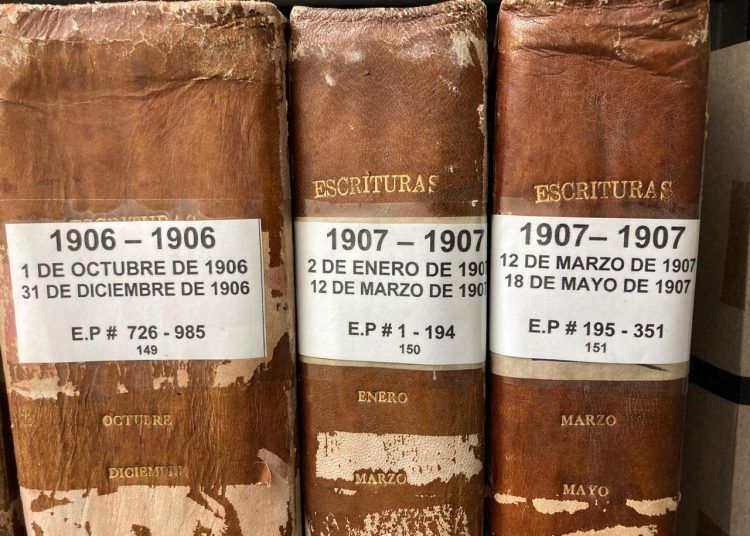 ESCRITURAS
1906 – 1906
1 DE OCTUBRE DE 1906
31 DE DICIEMBRE DE 1906
E.P # 726 - 985
149
OCTUBRE
DICIEMBRE
ESCRITURAS
1907 – 1907
2 DE ENERO DE 1907
12 DE MARZO DE 1907
E.P # 1 - 194
150
ENERO
MARZO
ESCRITURAS
1907– 1907
12 DE MARZO DE 1907
18 DE MAYO DE 1907
E.P # 195 - 351
151
MARZO
MAYO